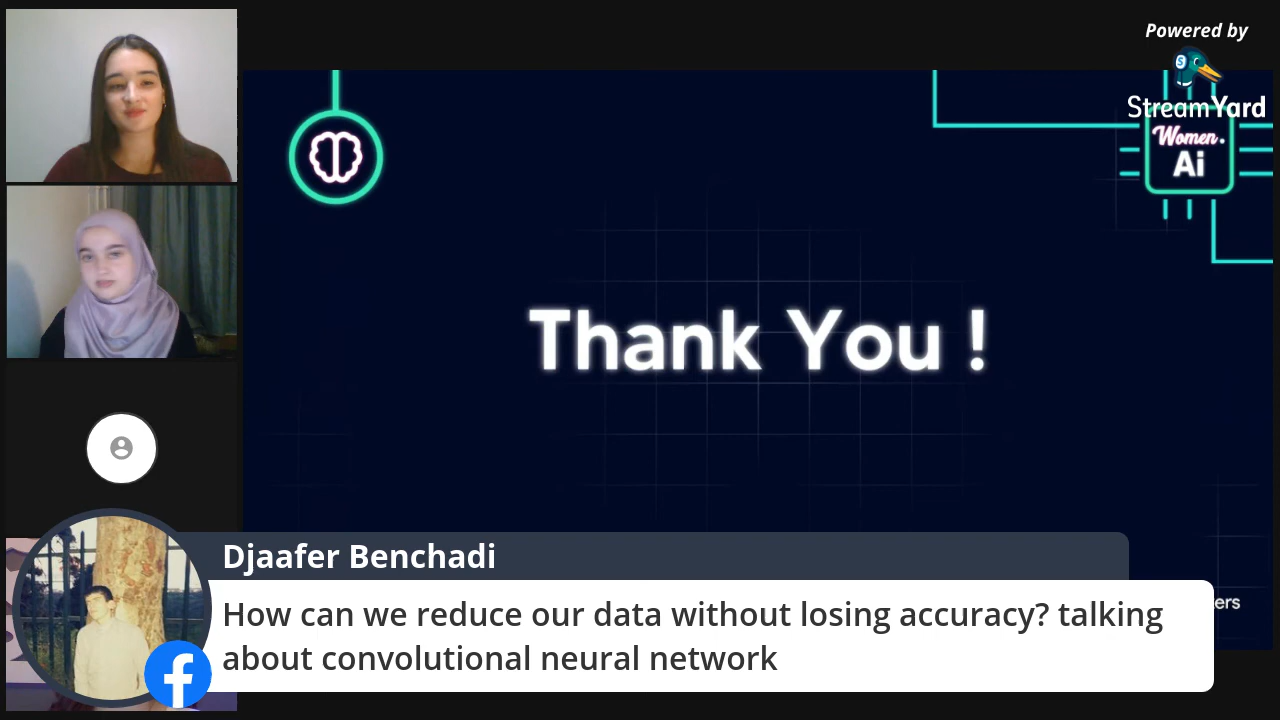 Powered by
StreamYard
Women.
Ai
Thank You !
Djaafer Benchadi
ers
How can we reduce our data without losing accuracy? talking
about convolutional neural network